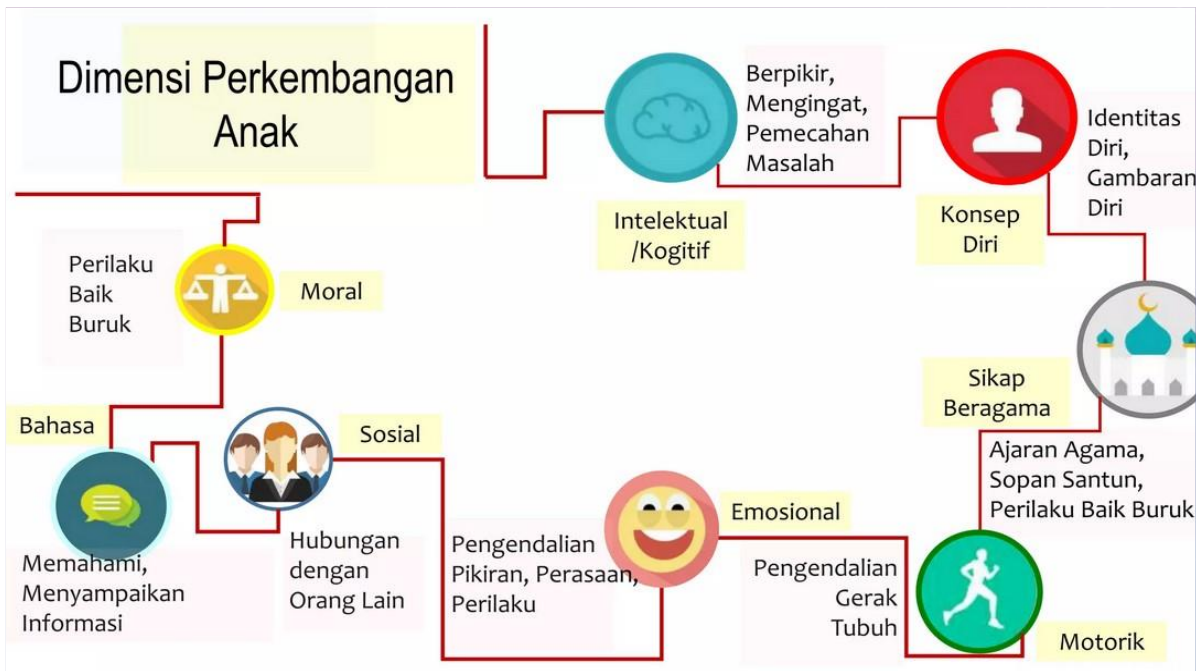 Dimensi Perkembangan
Anak
Berpikir,
Mengingat,
Pemecahan
Masalah
Intelektual
/Kogitif
Identitas
Diri,
Gambaran
Diri
Konsep
Diri
Perilaku
Baik
Buruk
Moral
Sikap
Beragama
Ajaran Agama,
Sopan Santun,
Perilaku Baik Buruk
Bahasa
Memahami,
Menyampaikan
Informasi
Sosial
Hubungan
dengan
Orang Lain
Pengendalian
Pikiran, Perasaan,
Perilaku
Emosional
Pengendalian
Gerak
Tubuh
Motorik